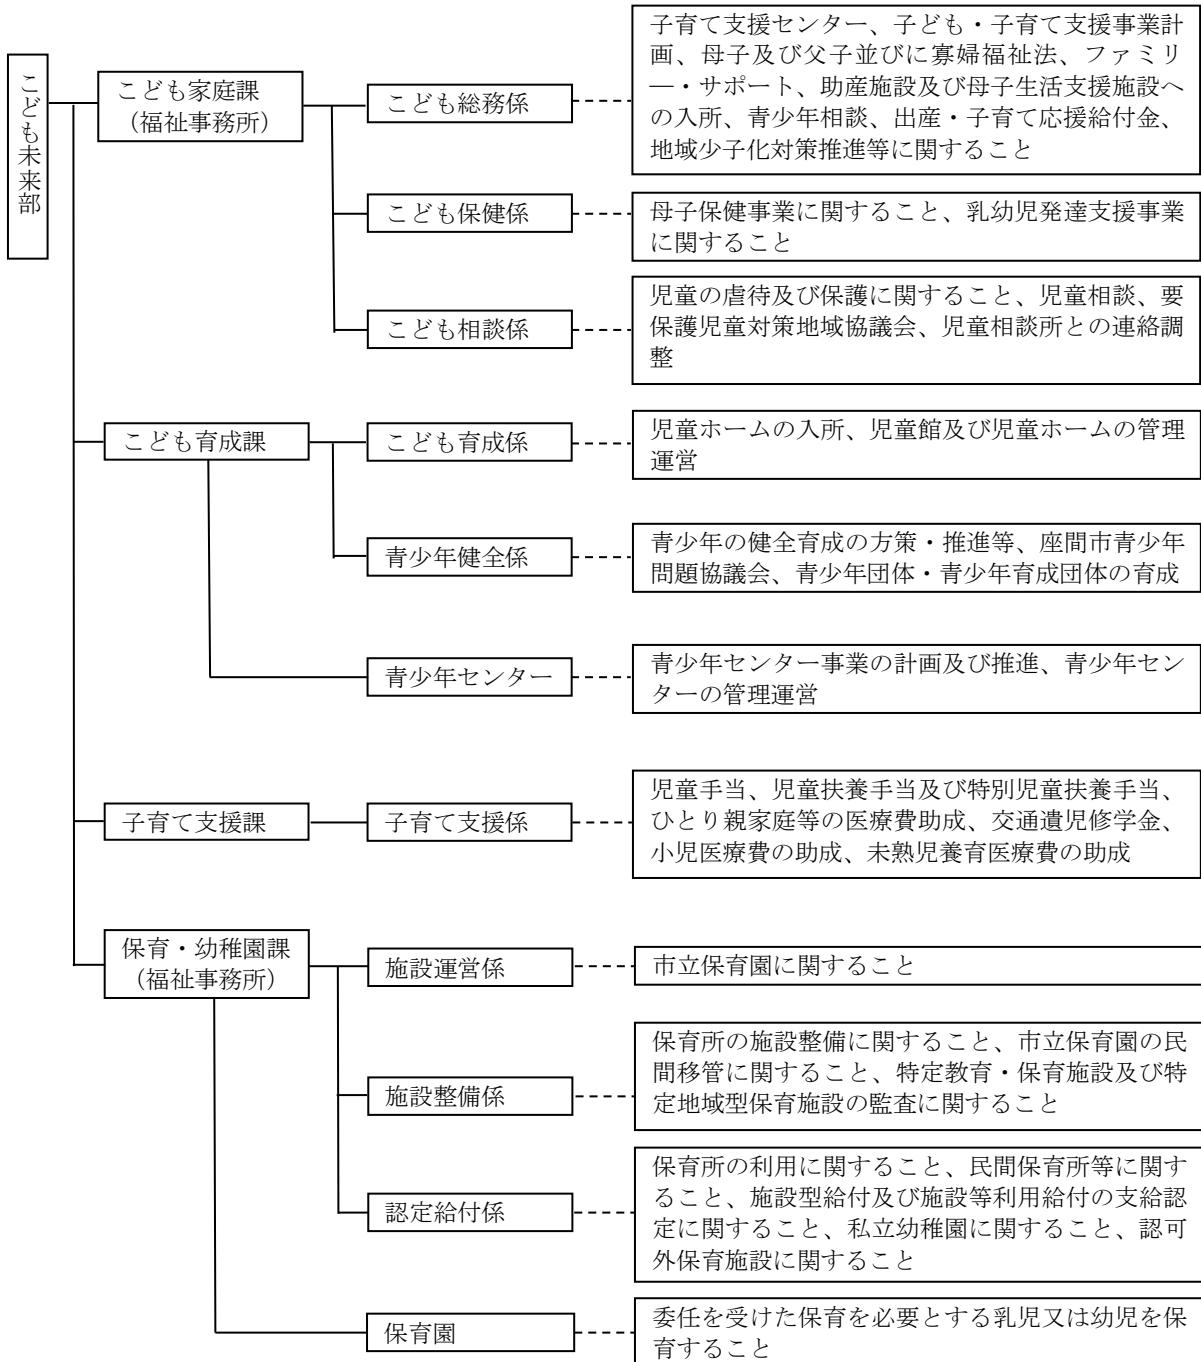 こども未来部
こども家庭課
（福祉事務所）
こども総務係
子育て支援センター、子ども・子育て支援事業計
画、母子及び父子並びに寡婦福祉法、ファミリ
―・サポート、助産施設及び母子生活支援施設へ
の入所、青少年相談、出産・子育て応援給付金、
地域少子化対策推進等に関すること
こども保健係
母子保健事業に関すること、乳幼児発達支援事業
に関すること
こども相談係
児童の虐待及び保護に関すること、児童相談、要
保護児童対策地域協議会、児童相談所との連絡調
整
こども育成課
こども育成係
児童ホームの入所、児童館及び児童ホームの管理
運営
青少年健全係
青少年の健全育成の方策・推進等、座間市青少年
問題協議会、青少年団体・青少年育成団体の育成
青少年センター
青少年センター事業の計画及び推進、青少年セン
ターの管理運営
子育て支援課
子育て支援係
児童手当、児童扶養手当及び特別児童扶養手当、
ひとり親家庭等の医療費助成、交通遺児修学金、
小児医療費の助成、未熟児養育医療費の助成
保育・幼稚園課
（福祉事務所）
施設運営係
市立保育園に関すること
施設整備係
保育所の施設整備に関すること、市立保育園の民
間移管に関すること、特定教育・保育施設及び特
定地域型保育施設の監査に関すること
認定給付係
保育所の利用に関すること、民間保育所等に関す
ること、施設型給付及び施設等利用給付の支給認
定に関すること、私立幼稚園に関すること、認可
外保育施設に関すること
保育園
委任を受けた保育を必要とする乳児又は幼児を保
育すること